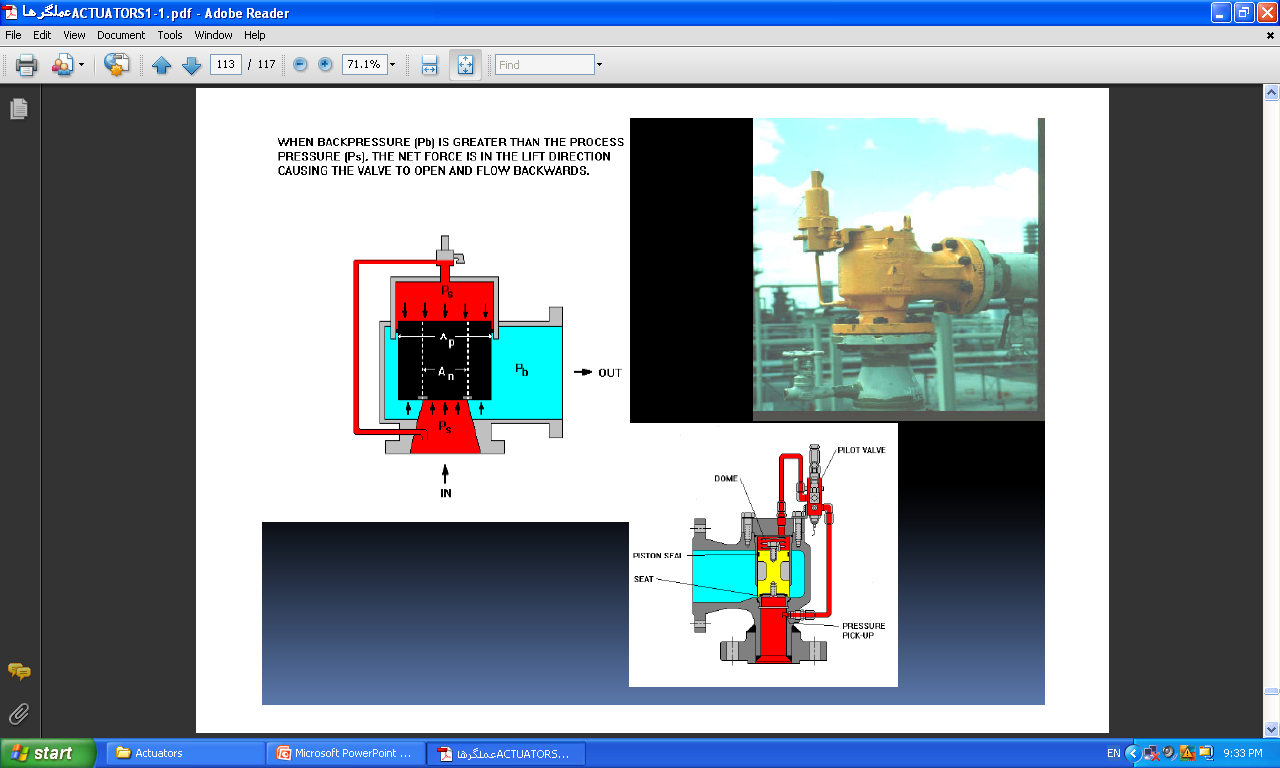 عملگرهاACTUATORS1-1.pdf - Adobe Reader
File Edit View Document Tools Window Help
113 / 117 71.1% Find
WHEN BACKPRESSURE (Pb) IS GREATER THAN THE PROCESS
PRESSURE (Ps), THE NET FORCE IS IN THE LIFT DIRECTION
CAUSING THE VALVE TO OPEN AND FLOW BACKWARDS.
Ps
Ap
An
Pb
OUT
Ps
IN
PILOT VALVE
DOME
PISTON SEAL
SEAT
PRESSURE
PICK-UP
start Actuators Microsoft PowerPoint ... عملگرهاACTUATORS... EN 9:33 PM